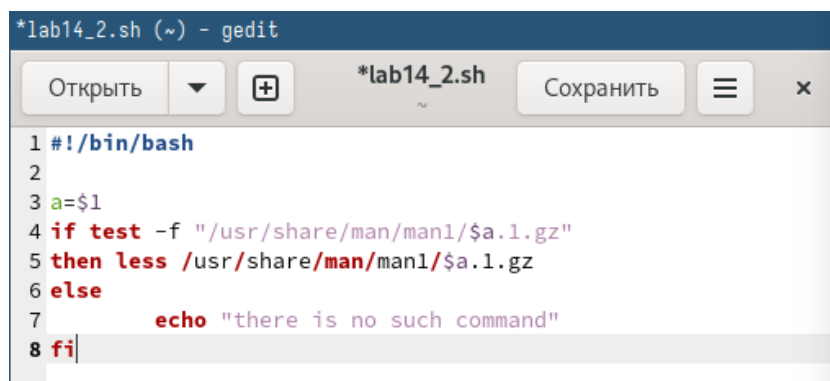 *lab14_2.sh (~) - gedit
Открыть *lab14_2.sh Сохранить
~
1 #!/bin/bash
2
3 a=$1
4 if test -f "/usr/share/man/man1/$a.1.gz"
5 then less /usr/share/man/man1/$a.1.gz
6 else
7         echo "there is no such command"
8 fi